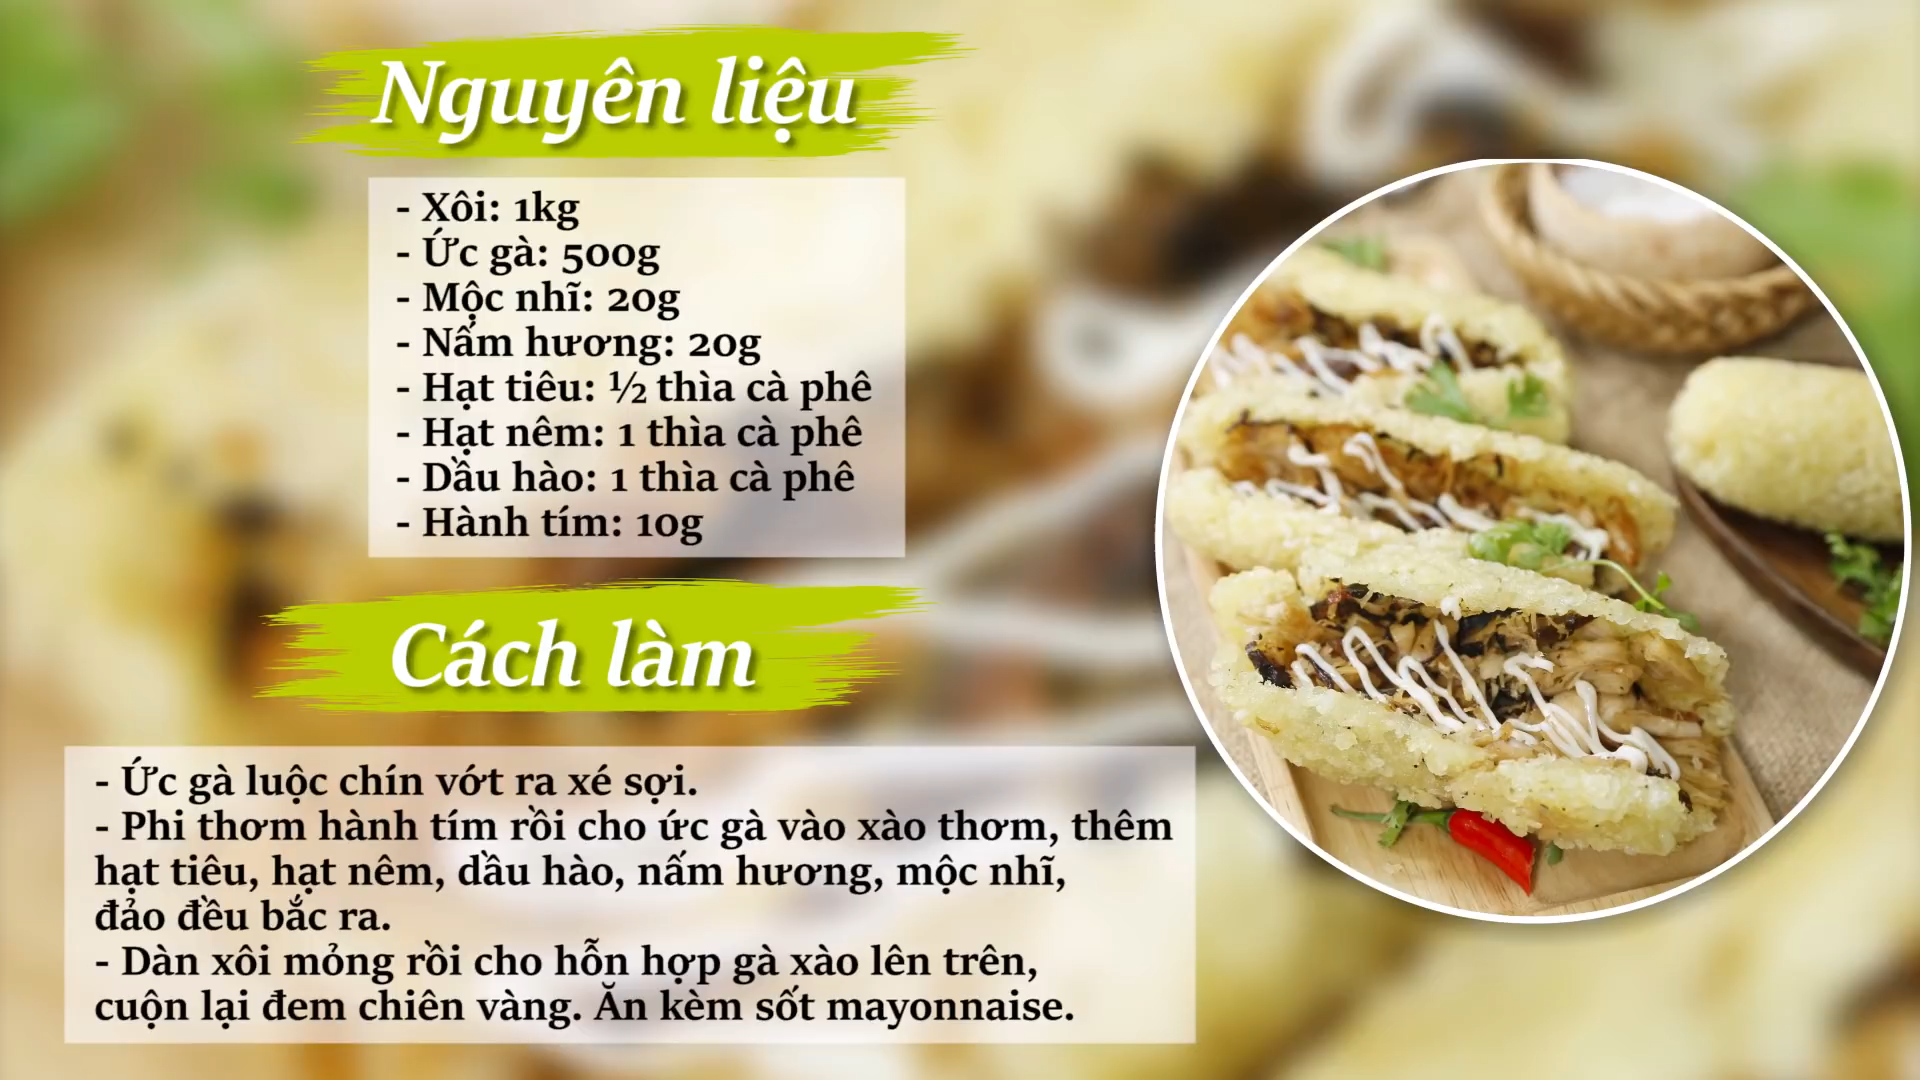 Nguyên liệu
- Xôi: 1kg
- Ức gà: 500g
- Mộc nhĩ: 20g
- Nấm hương: 20g
- Hạt tiêu: ½ thìa cà phê
- Hạt nêm: 1 thìa cà phê
- Dầu hào: 1 thìa cà phê
- Hành tím: 10g
Cách làm
- Ức gà luộc chín vớt ra xé sợi.
- Phi thơm hành tím rồi cho ức gà vào xào thơm, thêm
hạt tiêu, hạt nêm, dầu hào, nấm hương, mộc nhĩ,
đảo đều bắc ra.
- Dàn xôi mỏng rồi cho hỗn hợp gà xào lên trên,
cuộn lại đem chiên vàng. Ăn kèm sốt mayonnaise.